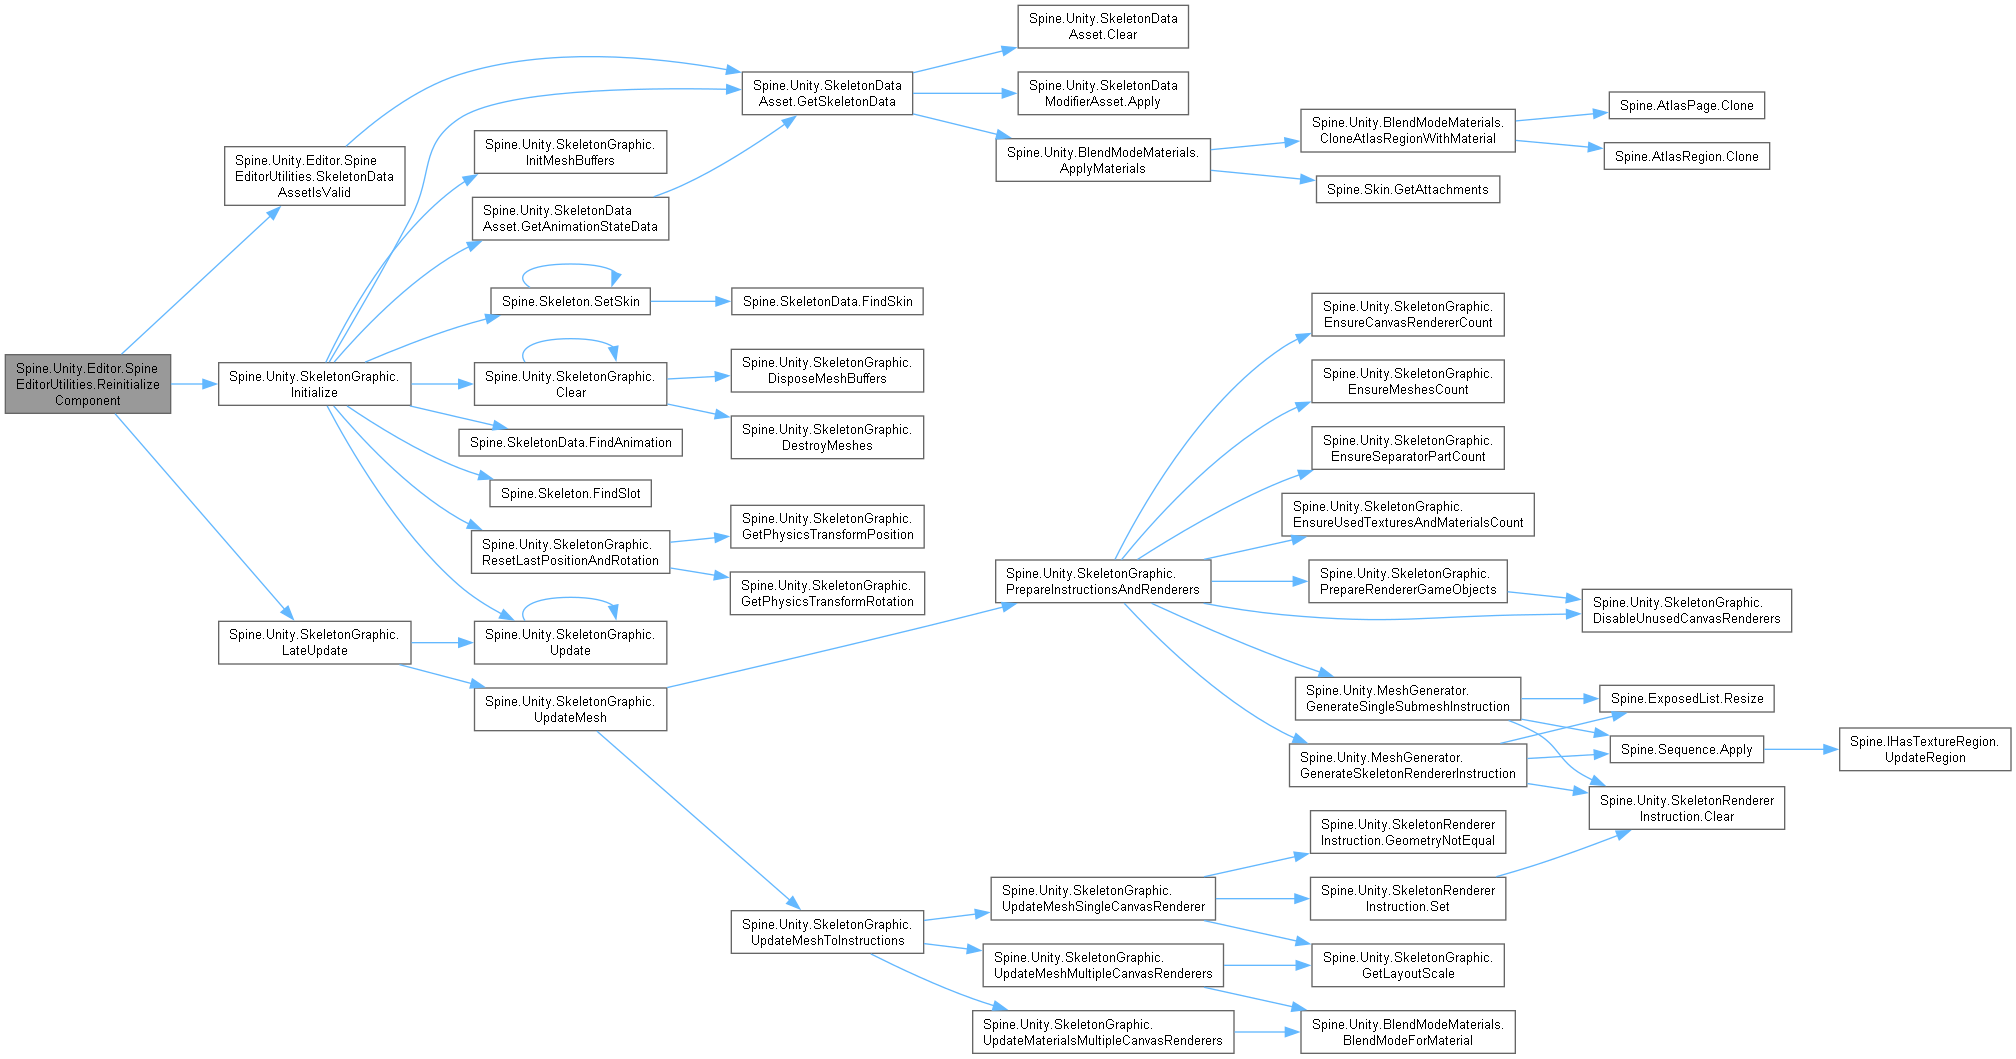 Spine.Unity.Editor.Spine
EditorUtilities.Reinitialize
Component
Spine.Unity.Editor.Spine
EditorUtilities.SkeletonData
AssetIsValid
Spine.Unity.SkeletonGraphic.
Initialize
Spine.Unity.SkeletonGraphic.
LateUpdate
Spine.Unity.SkeletonGraphic.
InitMeshBuffers
Spine.Unity.SkeletonData
Asset.GetAnimationStateData
Spine.Skeleton.SetSkin
Spine.Unity.SkeletonGraphic.
Clear
Spine.SkeletonData.FindAnimation
Spine.Skeleton.FindSlot
Spine.Unity.SkeletonGraphic.
ResetLastPositionAndRotation
Spine.Unity.SkeletonGraphic.
Update
Spine.Unity.SkeletonGraphic.
UpdateMesh
Spine.Unity.SkeletonData
Asset.GetSkeletonData
Spine.SkeletonData.FindSkin
Spine.Unity.SkeletonGraphic.
DisposeMeshBuffers
Spine.Unity.SkeletonGraphic.
DestroyMeshes
Spine.Unity.SkeletonGraphic.
GetPhysicsTransformPosition
Spine.Unity.SkeletonGraphic.
GetPhysicsTransformRotation
Spine.Unity.SkeletonGraphic.
UpdateMeshToInstructions
Spine.Unity.SkeletonData
Asset.Clear
Spine.Unity.SkeletonData
ModifierAsset.Apply
Spine.Unity.BlendModeMaterials.
ApplyMaterials
Spine.Unity.SkeletonGraphic.
PrepareInstructionsAndRenderers
Spine.Unity.SkeletonGraphic.
UpdateMeshSingleCanvasRenderer
Spine.Unity.SkeletonGraphic.
UpdateMeshMultipleCanvasRenderers
Spine.Unity.SkeletonGraphic.
UpdateMaterialsMultipleCanvasRenderers
Spine.Unity.BlendModeMaterials.
CloneAtlasRegionWithMaterial
Spine.Skin.GetAttachments
Spine.Unity.SkeletonGraphic.
EnsureCanvasRendererCount
Spine.Unity.SkeletonGraphic.
EnsureMeshesCount
Spine.Unity.SkeletonGraphic.
EnsureSeparatorPartCount
Spine.Unity.SkeletonGraphic.
EnsureUsedTexturesAndMaterialsCount
Spine.Unity.SkeletonGraphic.
PrepareRendererGameObjects
Spine.Unity.MeshGenerator.
GenerateSingleSubmeshInstruction
Spine.Unity.MeshGenerator.
GenerateSkeletonRendererInstruction
Spine.Unity.SkeletonRenderer
Instruction.GeometryNotEqual
Spine.Unity.SkeletonRenderer
Instruction.Set
Spine.Unity.SkeletonGraphic.
GetLayoutScale
Spine.Unity.BlendModeMaterials.
BlendModeForMaterial
Spine.AtlasPage.Clone
Spine.AtlasRegion.Clone
Spine.Unity.SkeletonGraphic.
DisableUnusedCanvasRenderers
Spine.ExposedList.Resize
Spine.Sequence.Apply
Spine.Unity.SkeletonRenderer
Instruction.Clear
Spine.IHasTextureRegion.
UpdateRegion